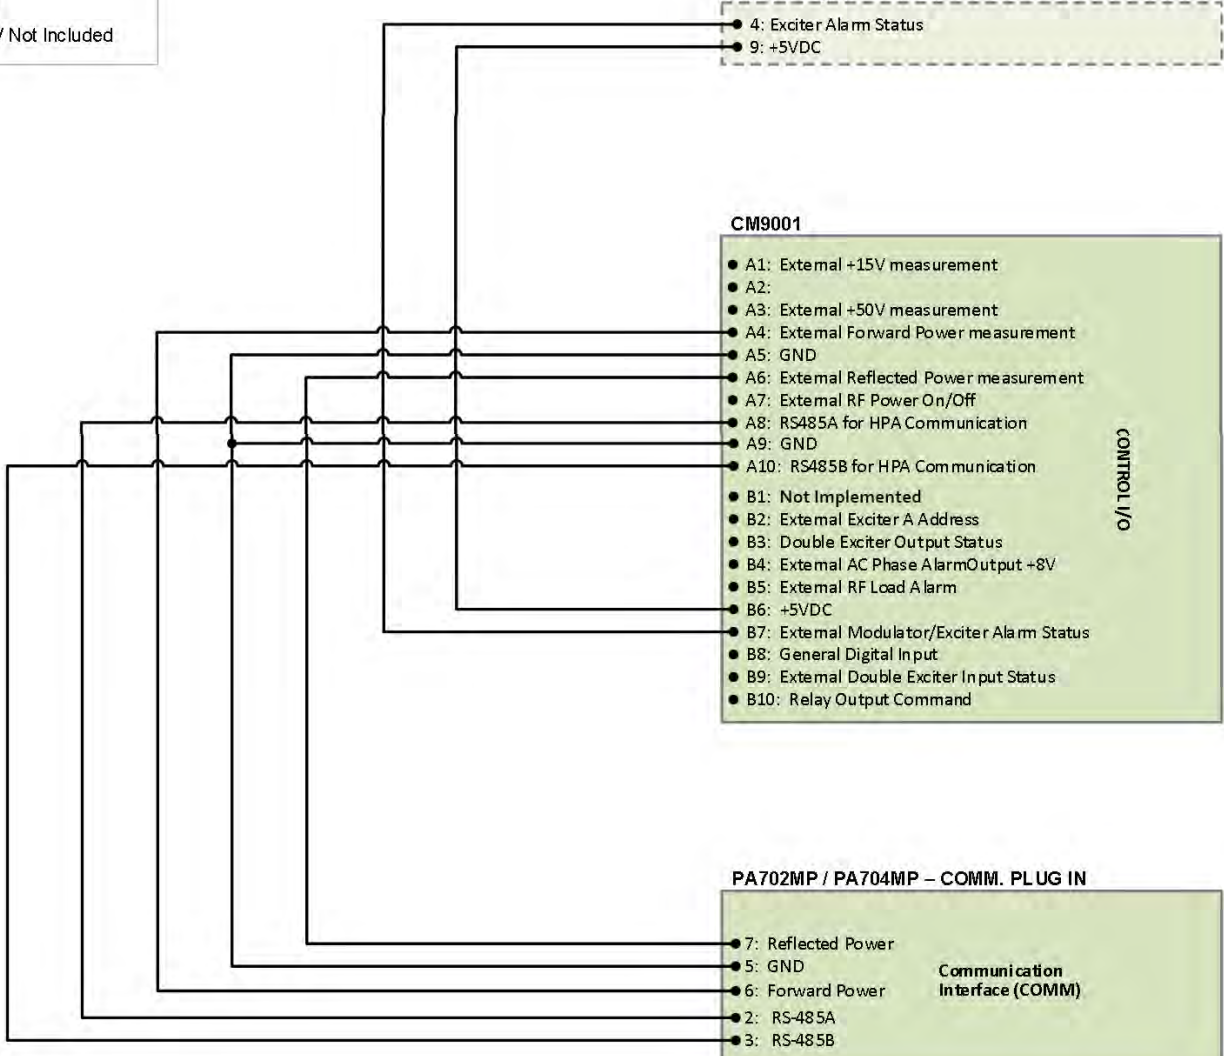 / Not Included
4: Exciter Alarm Status
9: +5VDC
CM9001
A1: External +15V measurement
A2:
A3: External +50V measurement
A4: External Forward Power measurement
A5: GND
A6: External Reflected Power measurement
A7: External RF Power On/Off
A8: RS485A for HPA Communication
A9: GND
A10: RS485B for HPA Communication
B1: Not Implemented
B2: External Exciter A Address
B3: Double Exciter Output Status
B4: External AC Phase AlarmOutput +8V
B5: External RF Load Alarm
B6: +5VDC
B7: External Modulator/Exciter Alarm Status
B8: General Digital Input
B9: External Double Exciter Input Status
B10: Relay Output Command
CONTROL I/O
PA702MP / PA704MP – COMM. PLUG IN
7: Reflected Power
5: GND
6: Forward Power
2: RS-485A
3: RS-485B
Communication
Interface (COMM)